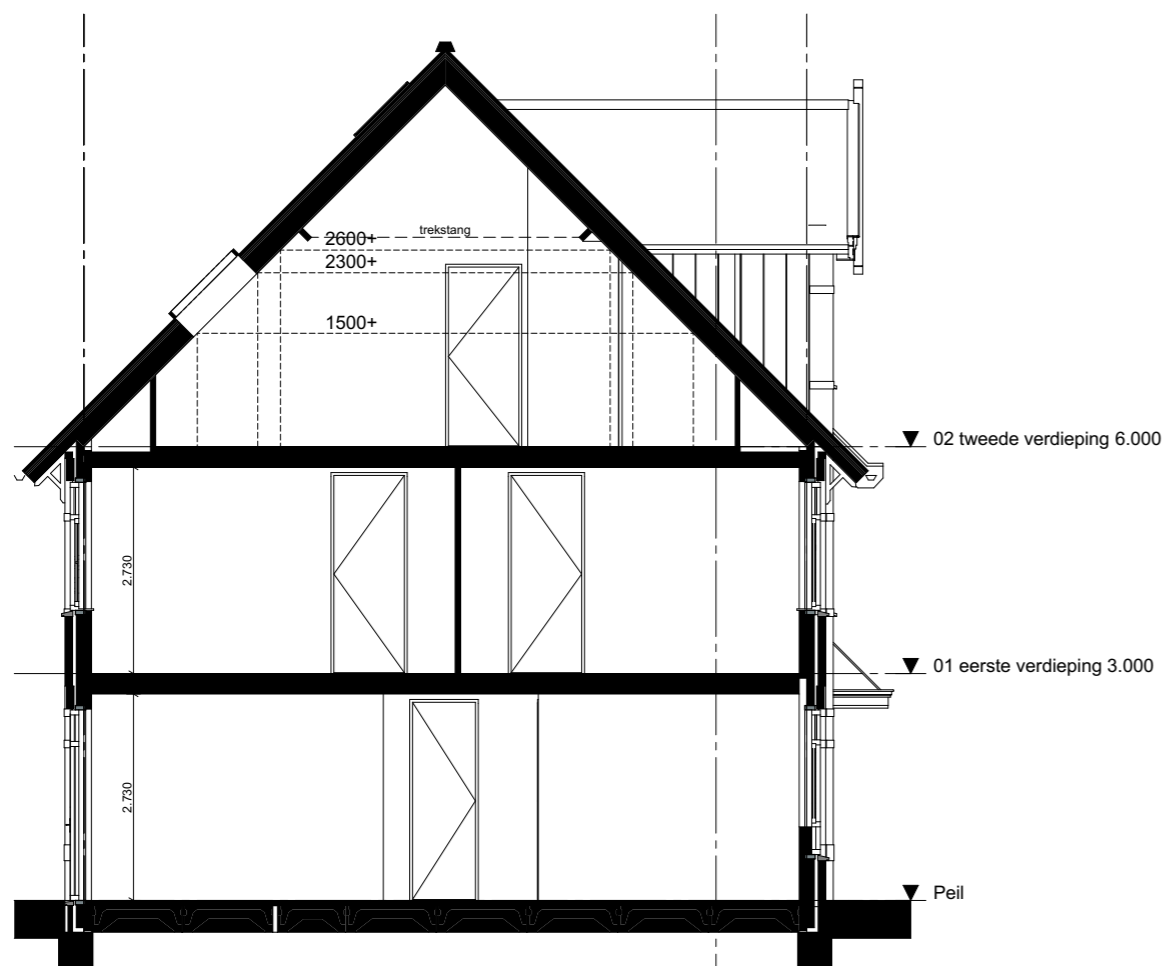 trekstang
2600+
2300+
1500+
02 tweede verdieping 6.000
2.730
01 eerste verdieping 3.000
2.730
Peil